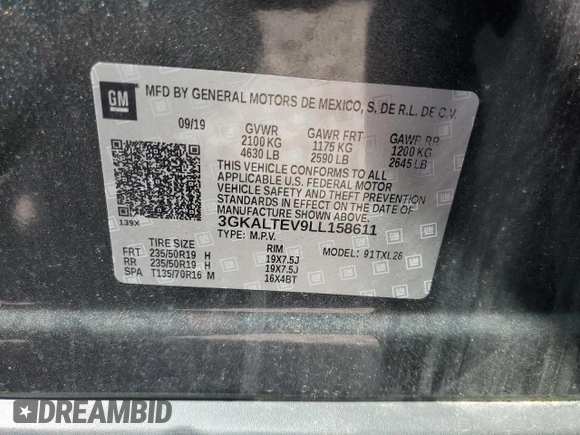 GM
MFD BY GENERAL MOTORS DE MEXICO, S. DE R.L. DE C.V.
09/19 GVWR GAWR FRT GAWR RR
2100 KG 1175 KG 1200 KG
4630 LB 2590 LB 2645 LB
THIS VEHICLE CONFORMS TO ALL
APPLICABLE U.S. FEDERAL MOTOR
VEHICLE SAFETY AND THEFT PREVENTION
STANDARDS IN EFFECT ON THE DATE OF
MANUFACTURE SHOWN ABOVE.
139X
3GKALTEV9LL158611
TYPE: M.P.V. MODEL: 91TXL26
TIRE SIZE RIM
FRT 235/50R19 H 19X7.5J
RR 235/50R19 H 19X7.5J
SPA T135/70R16 M 16X4BT
DREAMBID